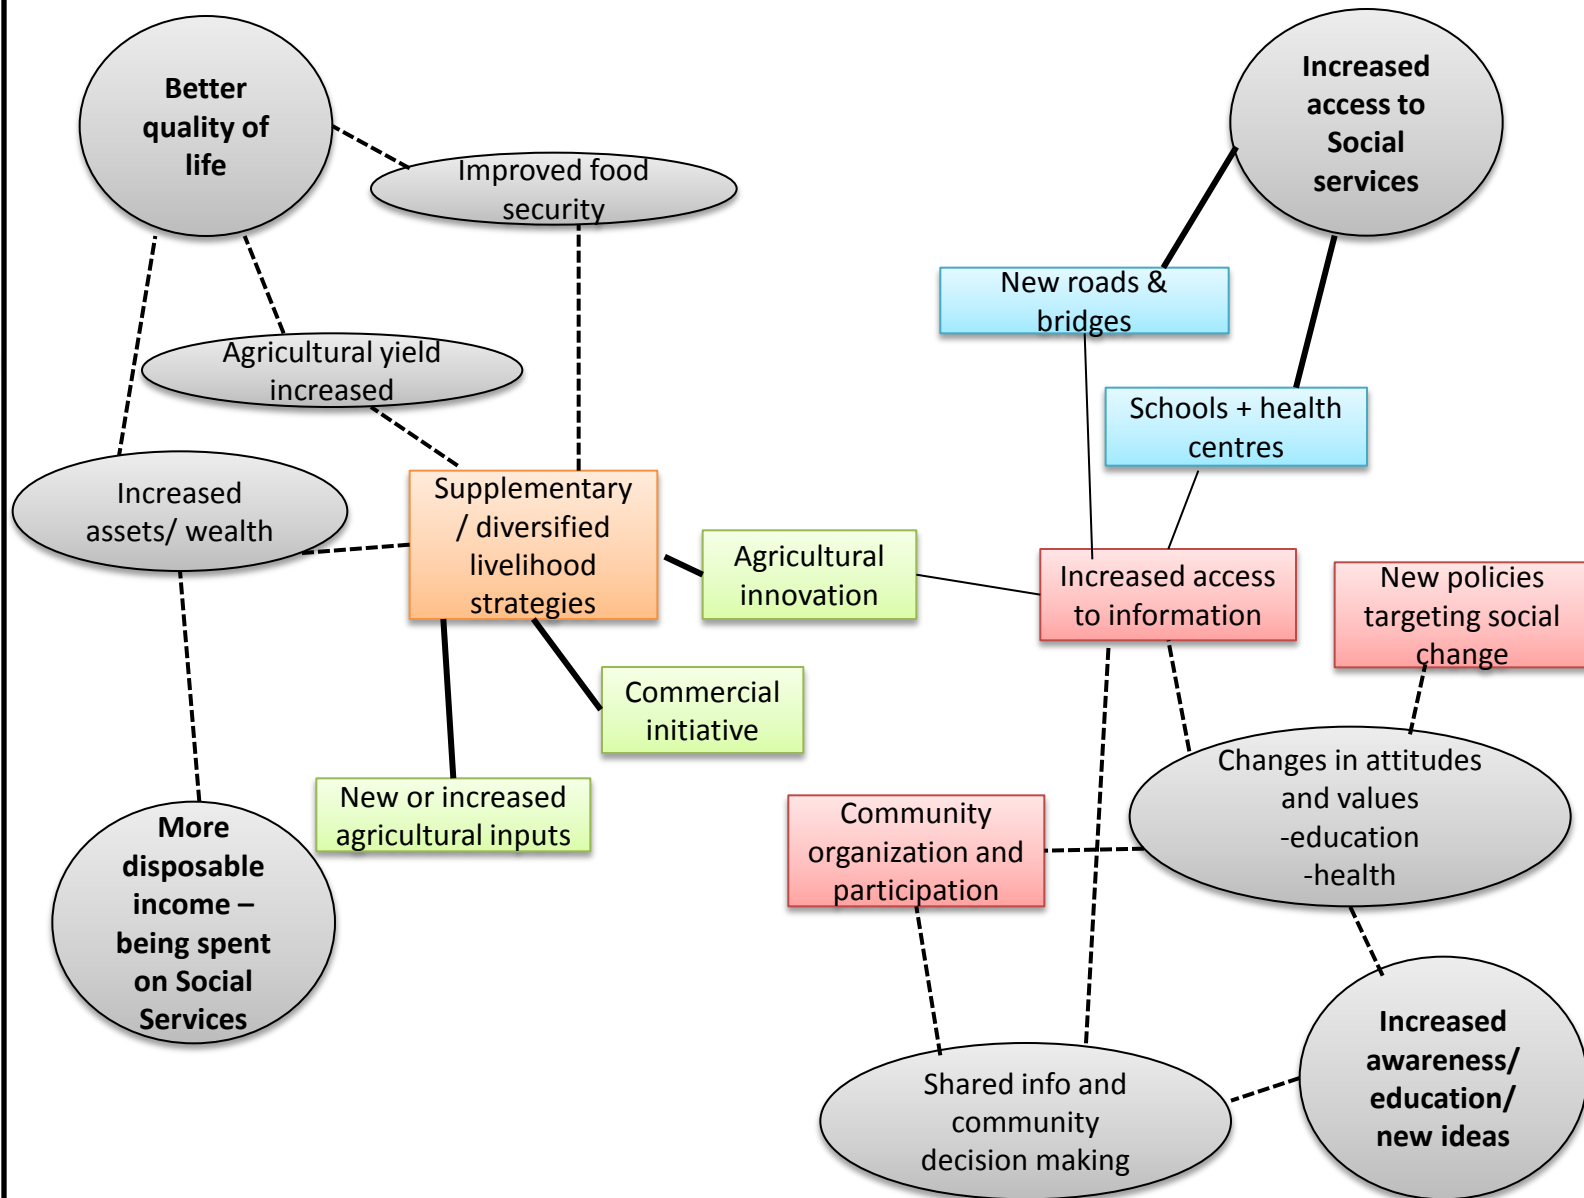 Better
quality of
life
Increased
access to
Social
services
Improved food
security
New roads &
bridges
Agricultural yield
increased
Schools + health
centres
Increased
assets/ wealth
Supplementary
/ diversified
livelihood
strategies
Agricultural
innovation
Increased access
to information
New policies
targeting social
change
Commercial
initiative
New or increased
agricultural inputs
Changes in attitudes
and values
-education
-health
Community
organization and
participation
More
disposable
income –
being spent
on Social
Services
Increased
awareness/
education/
new ideas
Shared info and
community
decision making